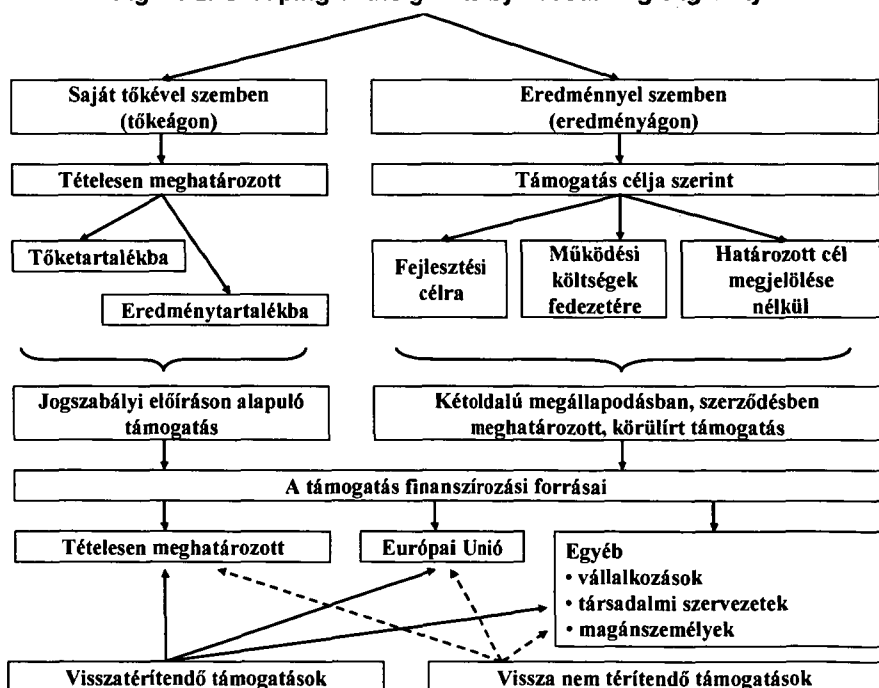 Saját tőkével szemben
(tőkeágon)
Eredménnyel szemben
(eredményágon)
Tételesen meghatározott
Támogatás célja szerint
Tőketartalékba
Eredménytartalékba
Fejlesztési
célra
Működési
költségek
fedezetére
Határozott cél
megjelölése
nélkül
Jogszabályi előíráson alapuló
támogatás
Kétoldalú megállapodásban, szerződésben
meghatározott, körülírt támogatás
A támogatás finanszírozási forrásai
Tételesen meghatározott
Európai Unió
Egyéb
• vállalkozások
• társadalmi szervezetek
• magánszemélyek
Visszatérítendő támogatások
Vissza nem térítendő támogatások